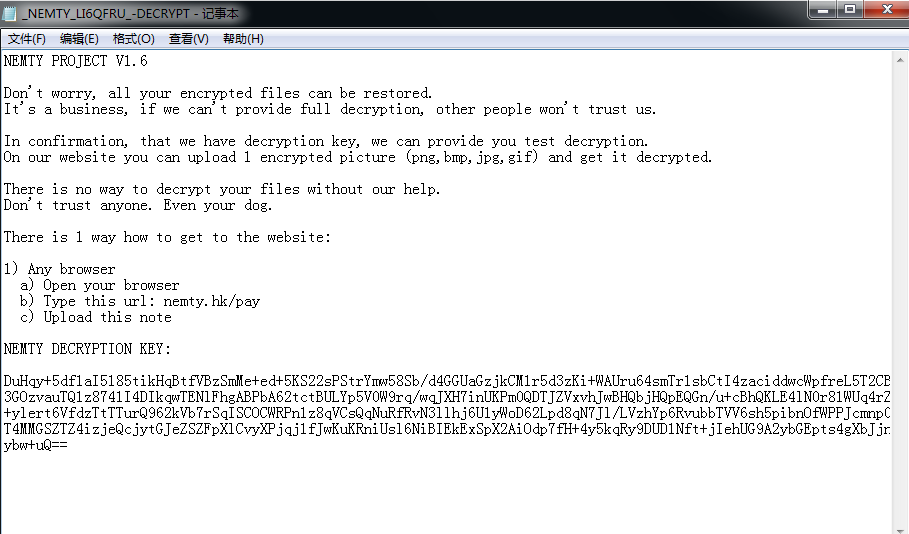 _NEMTY_LI6QFRU_-DECRYPT - 记事本
文件(F) 编辑(E) 格式(O) 查看(V) 帮助(H)
NEMTY PROJECT V1.6
Don't worry, all your encrypted files can be restored.
It's a business, if we can't provide full decryption, other people won't trust us.
In confirmation, that we have decryption key, we can provide you test decryption.
On our website you can upload 1 encrypted picture (png,bmp,jpg,gif) and get it decrypted.
There is no way to decrypt your files without our help.
Don't trust anyone. Even your dog.
There is 1 way how to get to the website:
1) Any browser
a) Open your browser
b) Type this url: nemty.hk/pay
c) Upload this note
NEMTY DECRYPTION KEY:
DuHqy+5df1aI5185tikHqBtfVBzSmMe+ed+5KS22sPStrYmw58Sb/d4GGUaGzjkCM1r5d3zKi+WAUru64smTr1sbCtI4zaciddwcWpfreL5T2CB
3GOzvauTQ1z8741I4DIkqwTENlFhgABPbA62tctBULYp5V0W9rq/wqJXH7inUKPm0QDTJZVxvhJwBHQbjHQpEQGn/u+cBhQKLE4lN0r81WUq4rZ
+ylert6VfdzTtTTurQ962kVb7rSqISCOCWRPn1z8qVCsQqNuRfRvN3llhj6U1yWoD62Lpd8qN7Jl/LVzhYp6RvubbTVV6sh5pibnOfWPPJcmnpC
T4MMGSZTZ4izjeQcjytGJeZSZFpXlCvyXPjqj1fJwKuKRniUsl6NiBIEkExSpX2AiOdp7fH+4y5kqRy9DUD1Nft+jIehUG9A2ybGEpts4gXbJjr
ybw+uQ==